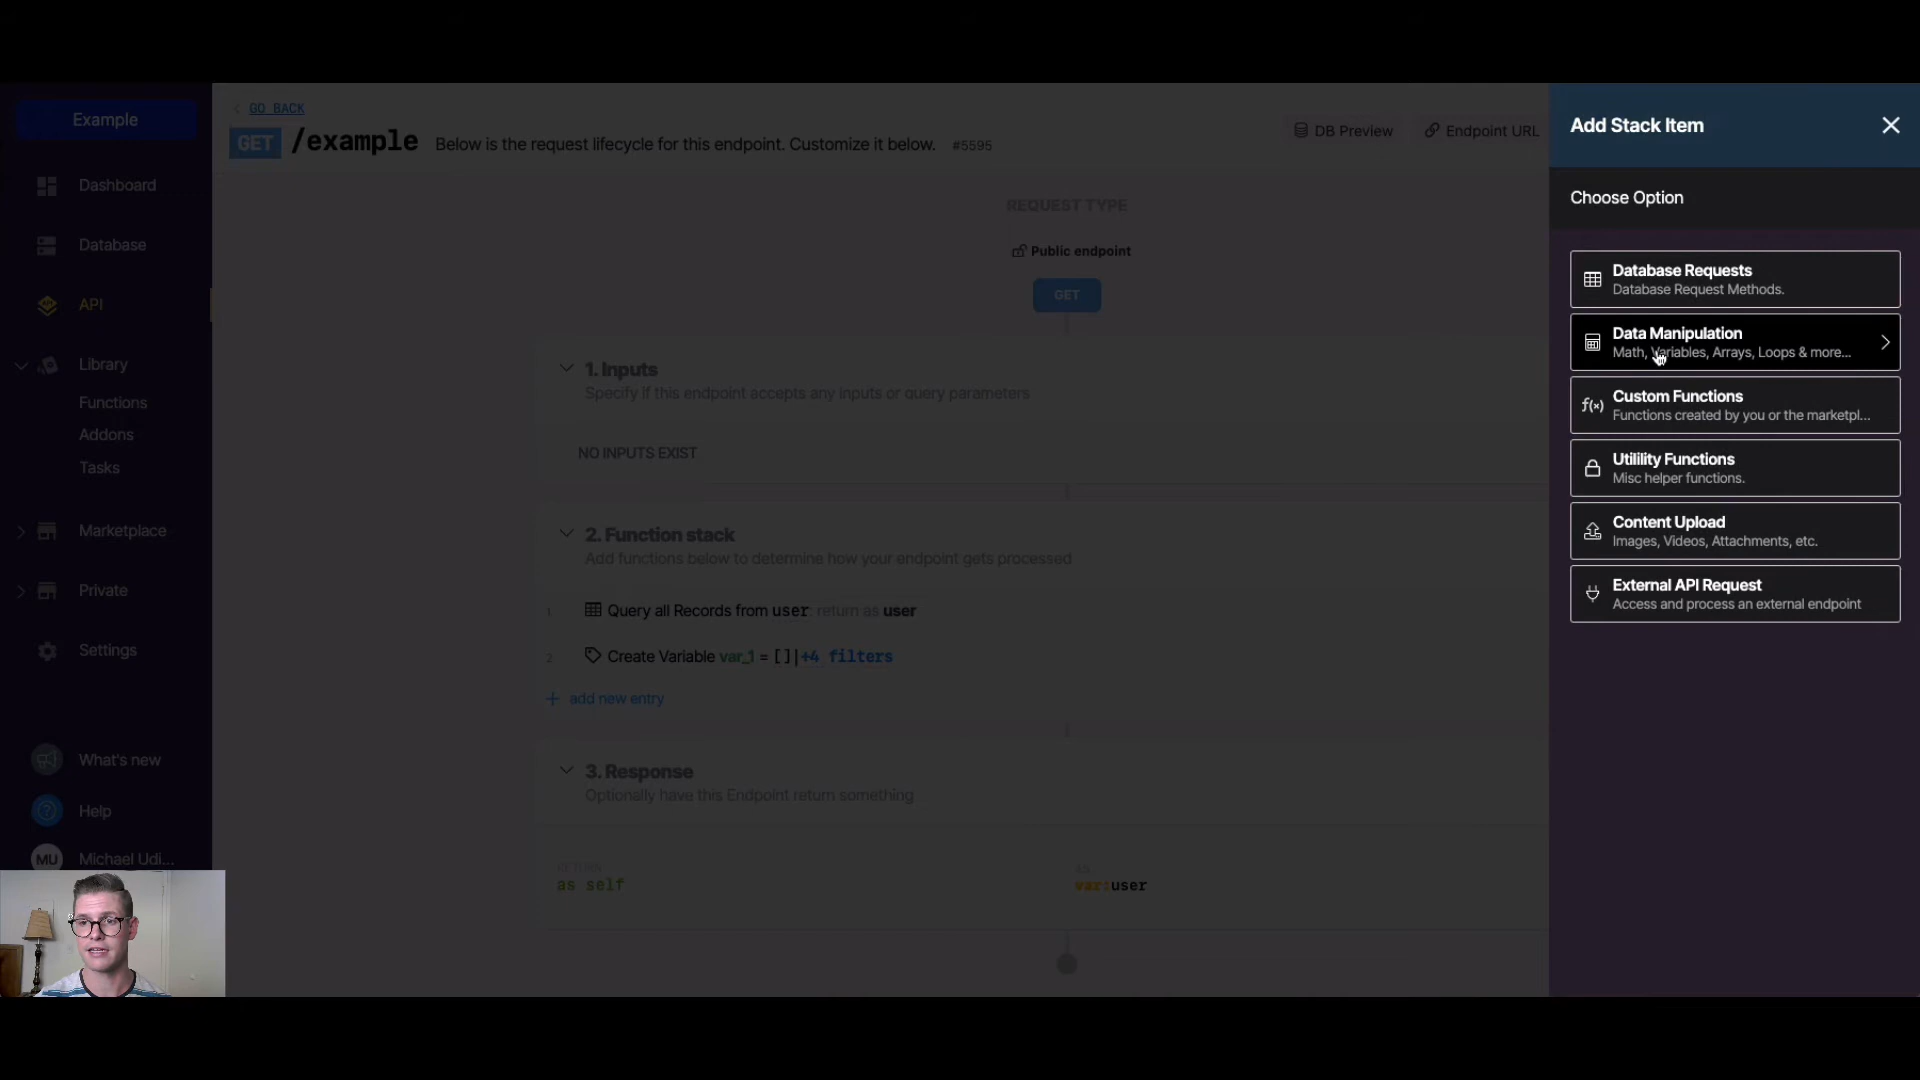 Example
Dashboard
Database
API
Library
Functions
Addons
Tasks
Marketplace
Private
Settings
What's new
Help
MU Michael Udi...
GO BACK
GET /example Below is the request lifecycle for this endpoint. Customize it below. #5595
DB Preview
Endpoint URL
REQUEST TYPE
Public endpoint
GET
1. Inputs
Specify if this endpoint accepts any inputs or query parameters
NO INPUTS EXIST
2. Function stack
Add functions below to determine how your endpoint gets processed
1 Query all Records from user: return as user
2 Create Variable var_1 = []|+4 filters
+ add new entry
3. Response
Optionally have this Endpoint return something
RETURN
as self
AS
var:user
Add Stack Item
Choose Option
Database Requests
Database Request Methods.
Data Manipulation
Math, Variables, Arrays, Loops & more...
f(x) Custom Functions
Functions created by you or the marketpl...
Utilility Functions
Misc helper functions.
Content Upload
Images, Videos, Attachments, etc.
External API Request
Access and process an external endpoint